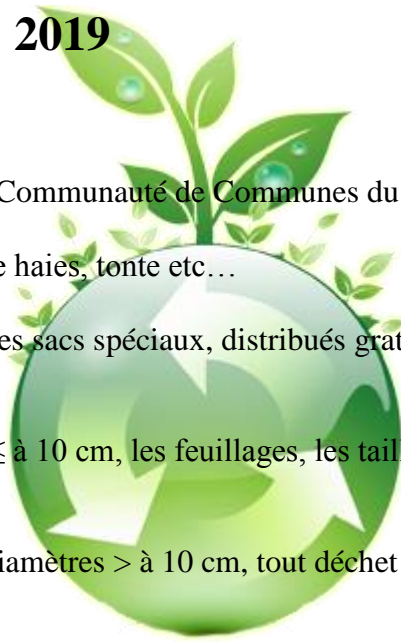 2019
Communauté de Communes du
e haies, tonte etc…
es sacs spéciaux, distribués grat
≤ à 10 cm, les feuillages, les taill
iamètres > à 10 cm, tout déchet